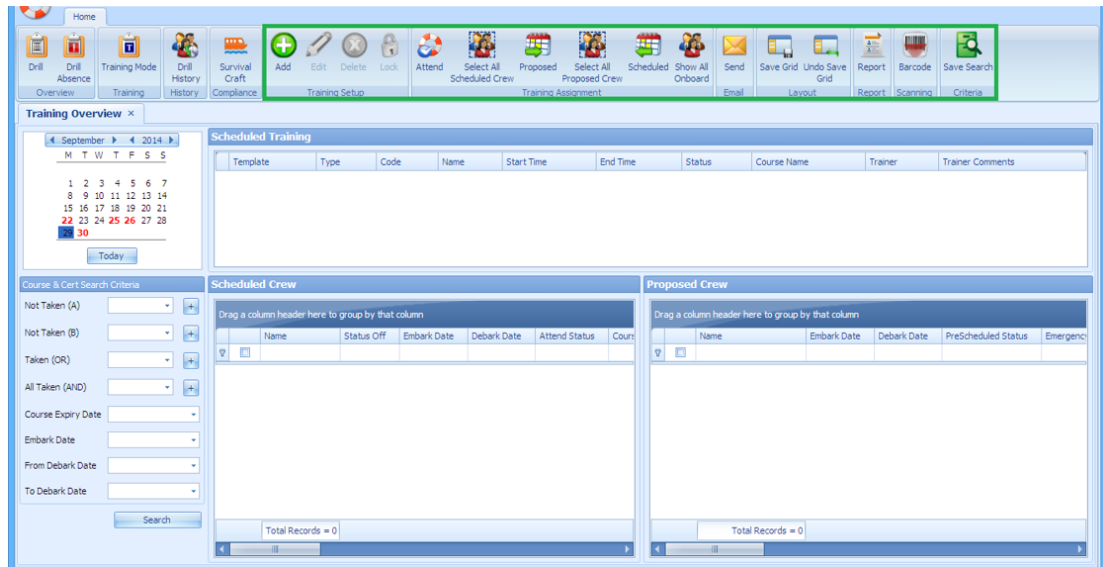 Home
Drill
Drill Absence
Training Mode
Drill History
Survival Craft
Add
Edit
Delete
Lock
Attend
Select All Scheduled Crew
Proposed
Select All Proposed Crew
Scheduled
Show All Onboard
Send
Save Grid
Undo Save Grid
Report
Barcode
Save Search
Overview
Training
History
Compliance
Training Setup
Training Assignment
Email
Layout
Report
Scanning
Criteria
Training Overview ×
September 2014
M T W T F S S
1 2 3 4 5 6 7
8 9 10 11 12 13 14
15 16 17 18 19 20 21
22 23 24 25 26 27 28
29 30
Today
Scheduled Training
Template Type Code Name Start Time End Time Status Course Name Trainer Trainer Comments
Course & Cert Search Criteria
Not Taken (A)
Not Taken (B)
Taken (OR)
All Taken (AND)
Course Expiry Date
Embark Date
From Debark Date
To Debark Date
Search
Scheduled Crew
Drag a column header here to group by that column
Name Status Off Embark Date Debark Date Attend Status Cours
Total Records = 0
Proposed Crew
Drag a column header here to group by that column
Name Embark Date Debark Date PreScheduled Status Emergency
Total Records = 0